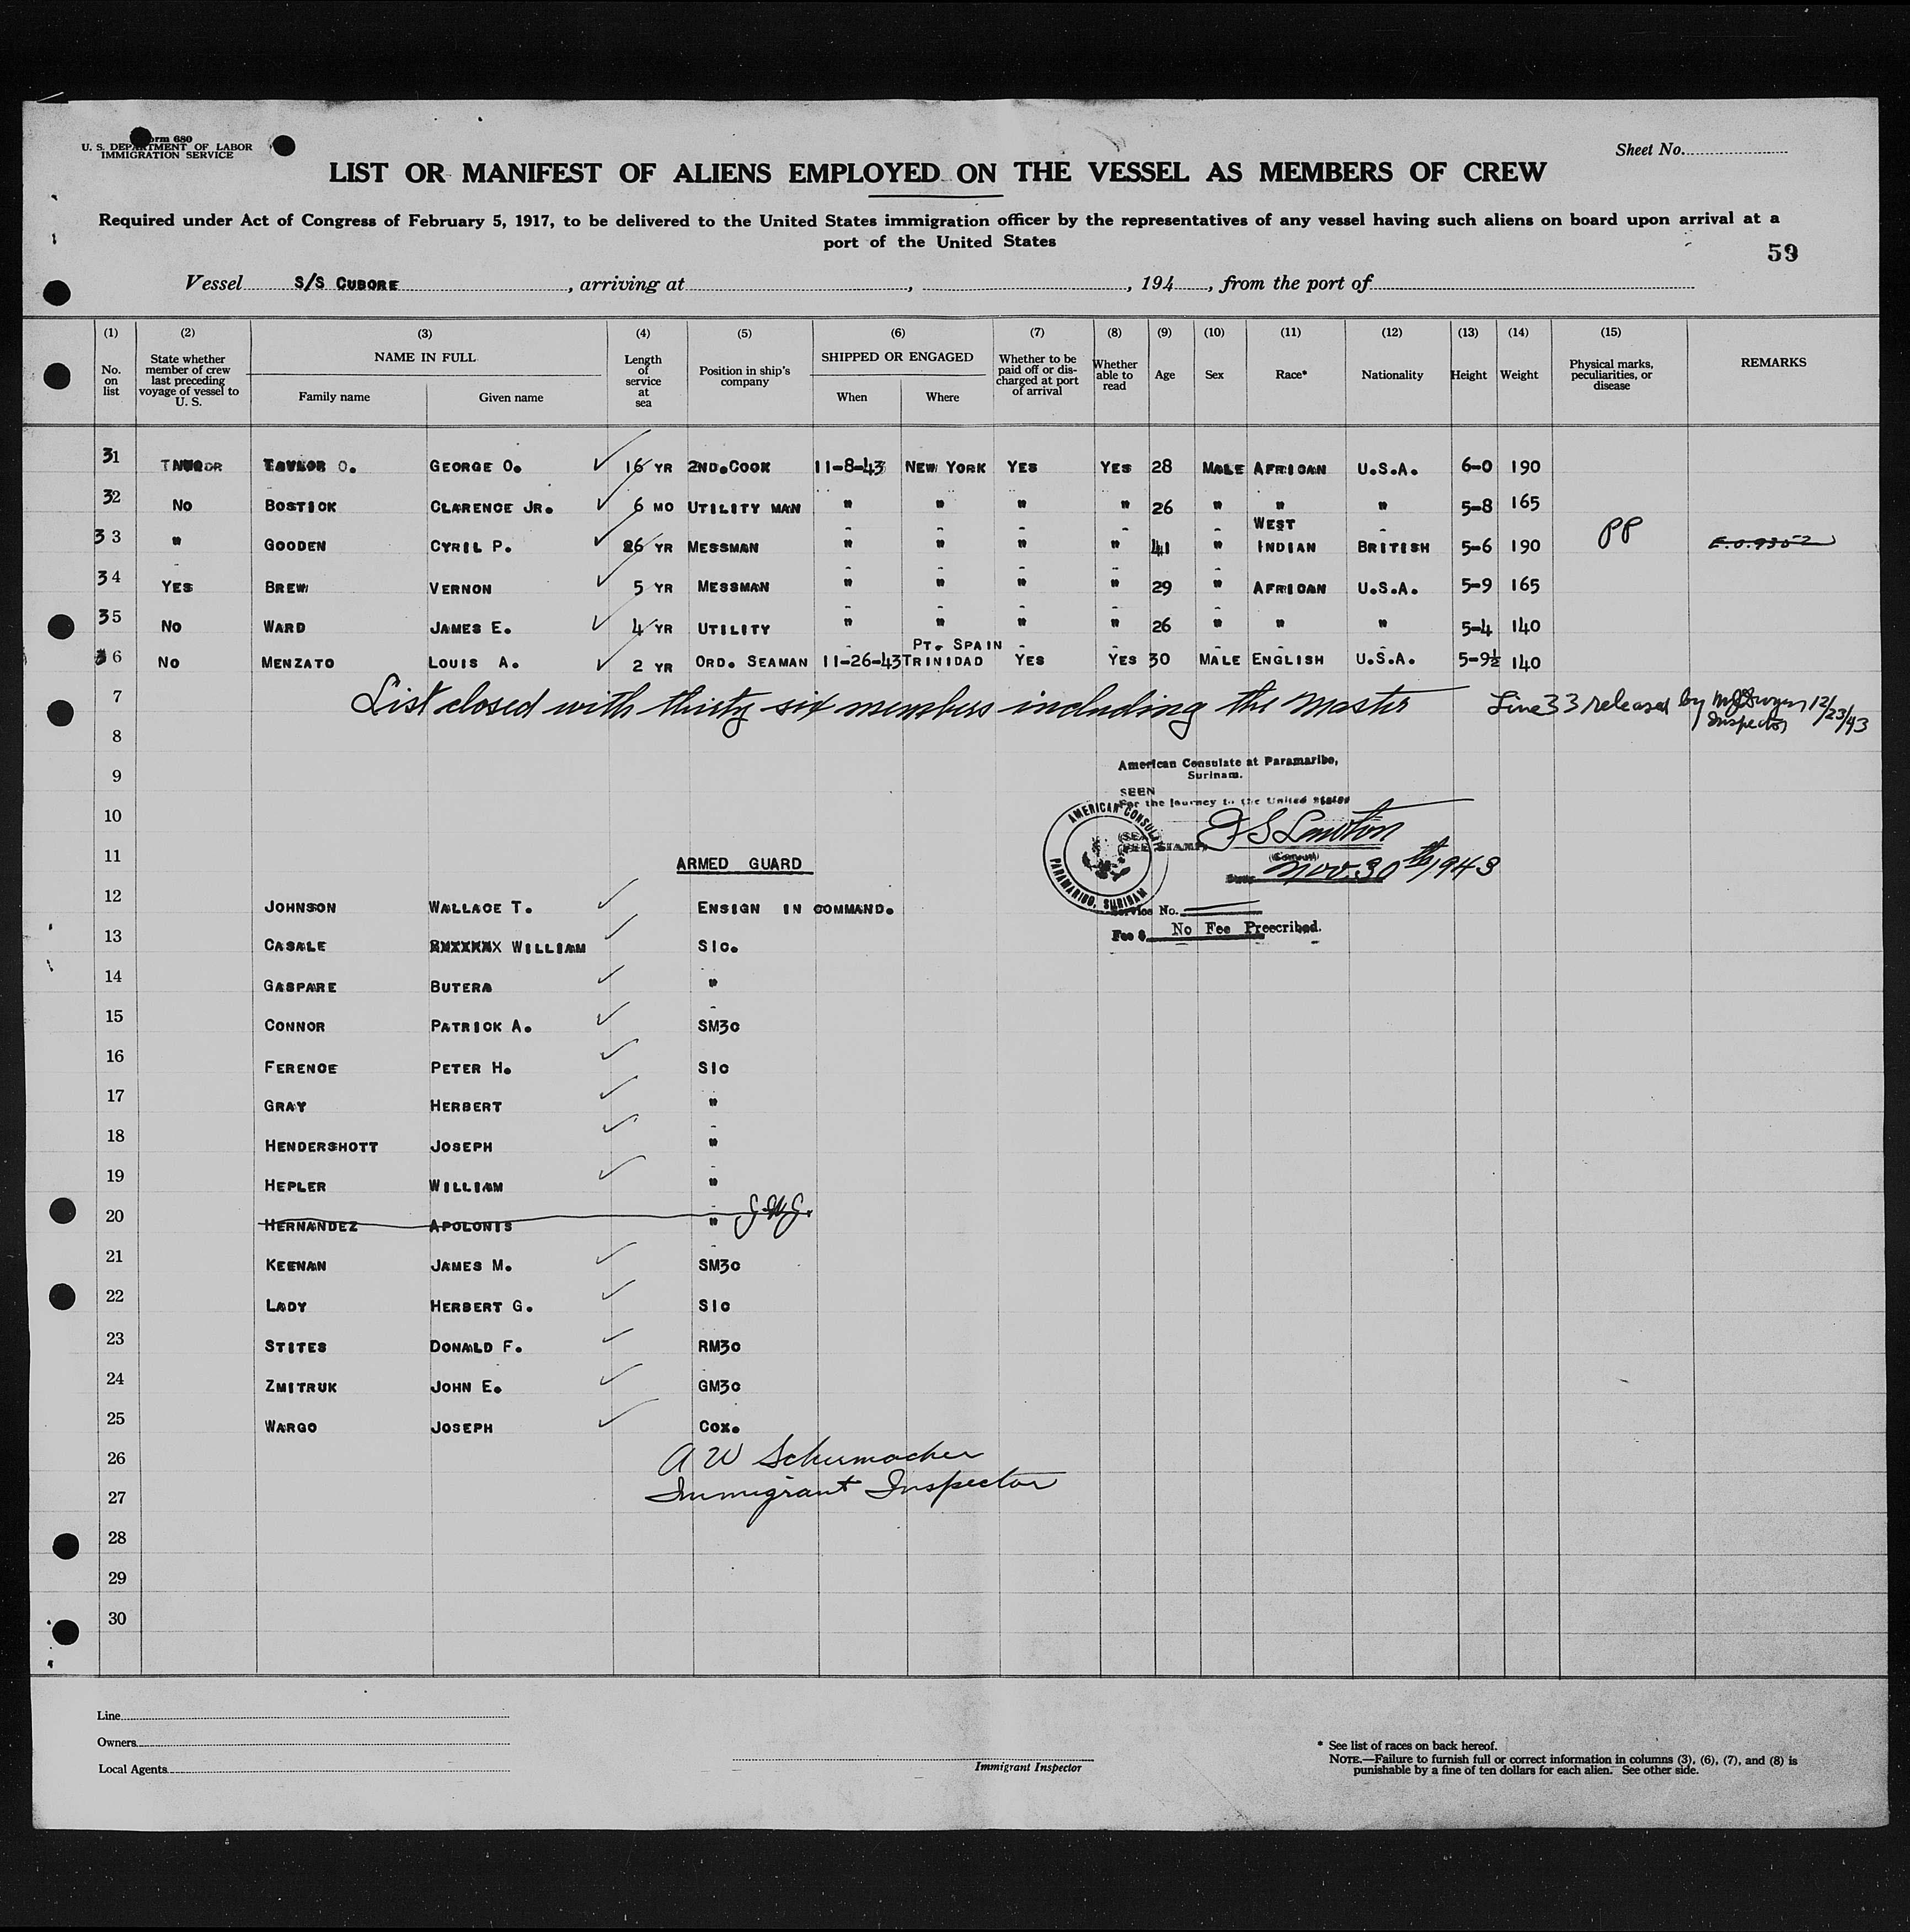 Form 680
U. S. DEPARTMENT OF LABOR
IMMIGRATION SERVICE
Sheet No.
LIST OR MANIFEST OF ALIENS EMPLOYED ON THE VESSEL AS MEMBERS OF CREW
Required under Act of Congress of February 5, 1917, to be delivered to the United States immigration officer by the representatives of any vessel having such aliens on board upon arrival at a
port of the United States
59
Vessel S/S CUBORE, arriving at , , 194 , from the port of
(1) (2) (3) (4) (5) (6) (7) (8) (9) (10) (11) (12) (13) (14) (15)
No. on list State whether member of crew last preceding voyage of vessel to U. S. NAME IN FULL Family name Given name Length of service at sea Position in ship's company SHIPPED OR ENGAGED When Where Whether to be paid off or discharged at port of arrival Whether able to read Age Sex Race* Nationality Height Weight Physical marks, peculiarities, or disease REMARKS
31 TAYLOR O. GEORGE O. 16 YR 2ND.COOK 11-8-43 NEW YORK YES YES 28 MALE AFRICAN U.S.A. 6-0 190
32 NO BOSTICK CLARENCE JR. 6 MO UTILITY MAN " " " " 26 " " " 5-8 165
33 " GOODEN CYRIL P. 26 YR MESSMAN " " " " 41 " WEST INDIAN BRITISH 5-6 190 PP E.O.9352
34 YES BREW VERNON 5 YR MESSMAN " " " " 29 " AFRICAN U.S.A. 5-9 165
35 NO WARD JAMES E. 4 YR UTILITY " " " " 26 " " " 5-4 140
36 NO MENZATO LOUIS A. 2 YR ORD. SEAMAN 11-26-43 PT. SPAIN TRINIDAD YES YES 30 MALE ENGLISH U.S.A. 5-9½ 140
7 List closed with thirty six members including the Master Line 33 released by 12/23/43
Inspector
8
9 American Consulate at Paramaribo,
Surinam.
SEEN
For the Journey to the United States
10
AMERICAN CONSULATE
PARAMARIBO, SURINAM
(SEAL)
FEE STAMP
(Consul)
11 ARMED GUARD
Date Nov. 30th, 1943
12 JOHNSON WALLACE T. ENSIGN IN COMMAND.
Service No.
Fee $ No Fee Prescribed.
13 CASALE WILLIAM S1c.
14 GASPARE BUTERA "
15 CONNOR PATRICK A. SM3c
16 FERENCE PETER H. S1c
17 GRAY HERBERT "
18 HENDERSHOTT JOSEPH "
19 HEPLER WILLIAM "
20 HERNANDEZ APOLONIS "
21 KEENAN JAMES M. SM3c
22 LADY HERBERT G. S1c
23 STITES DONALD F. RM3c
24 ZMITRUK JOHN E. GM3c
25 WARGO JOSEPH COX.
26 A W Schumacher
27 Immigrant Inspector
28
29
30
Line
Owners
Local Agents
Immigrant Inspector
* See list of races on back hereof.
NOTE.—Failure to furnish full or correct information in columns (3), (6), (7), and (8) is
punishable by a fine of ten dollars for each alien. See other side.